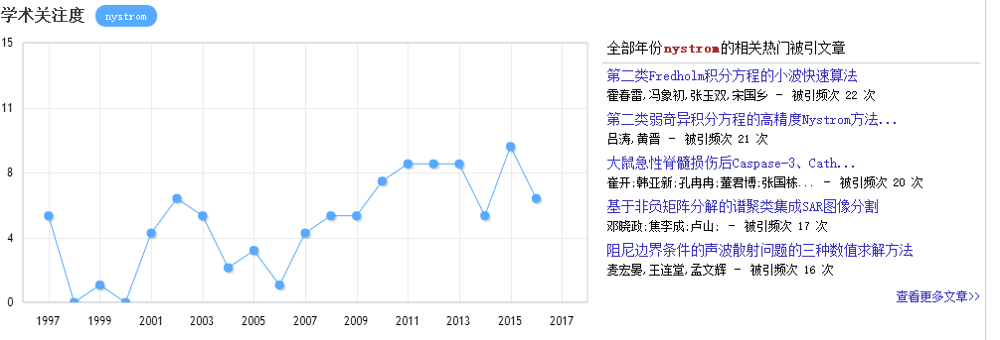 学术关注度 nystrom
15
11
8
4
0
1997 1999 2001 2003 2005 2007 2009 2011 2013 2015 2017
全部年份nystrom的相关热门被引文章
第二类Fredholm积分方程的小波快速算法
霍春雷,冯象初,张玉双,宋国乡 - 被引频次 22 次
第二类弱奇异积分方程的高精度Nystrom方法...
吕涛,黄晋 - 被引频次 21 次
大鼠急性脊髓损伤后Caspase-3、Cath...
崔开;韩亚新;孔冉冉;董君博;张国栋... - 被引频次 20 次
基于非负矩阵分解的谱聚类集成SAR图像分割
邓晓政;焦李成;卢山; - 被引频次 17 次
阻尼边界条件的声波散射问题的三种数值求解方法
麦宏晏,王连堂,孟文辉 - 被引频次 16 次
查看更多文章>>